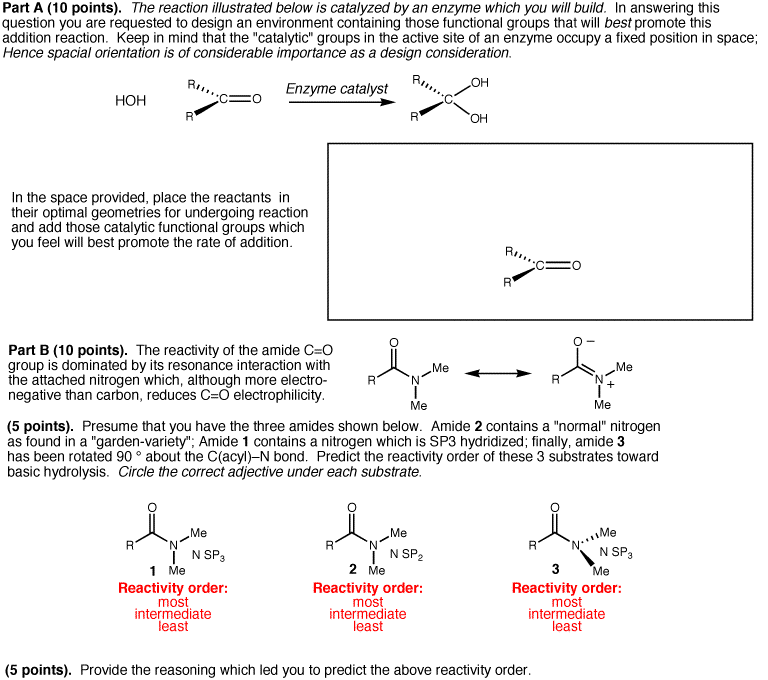 Part A (10 points). The reaction illustrated below is catalyzed by an enzyme which you will build. In answering
this question you are requested to design an environment containing those functional groups that will best promote this
addition reaction. Keep in mind that the "catalytic" groups in the active site of an enzyme occupy a fixed position in space;
Hence spacial orientation is of considerable importance as a design consideration.
HOH
R
R
C
O
Enzyme catalyst
R
R
C
OH
OH
In the space provided, place the reactants in
their optimal geometries for undergoing reaction
and add those catalytic functional groups which
you feel will best promote the rate of addition.
R
R
C
O
Part B (10 points). The reactivity of the amide C=O
group is dominated by its resonance interaction with
the attached nitrogen which, although more electro-
negative than carbon, reduces C=O electrophilicity.
O
R
N
Me
Me
O –
R
N
+
Me
Me
(5 points). Presume that you have the three amides shown below. Amide 2 contains a "normal" nitrogen
as found in a "garden-variety"; Amide 1 contains a nitrogen which is SP3 hydridized; finally, amide 3
has been rotated 90 ° about the C(acyl)–N bond. Predict the reactivity order of these 3 substrates toward
basic hydrolysis. Circle the correct adjective under each substrate.
O
R
N
Me
N SP3
1 Me
Reactivity order:
most
intermediate
least
O
R
N
Me
N SP2
2 Me
Reactivity order:
most
intermediate
least
O
R
N
Me
N SP3
3 Me
Reactivity order:
most
intermediate
least
(5 points). Provide the reasoning which led you to predict the above reactivity order.